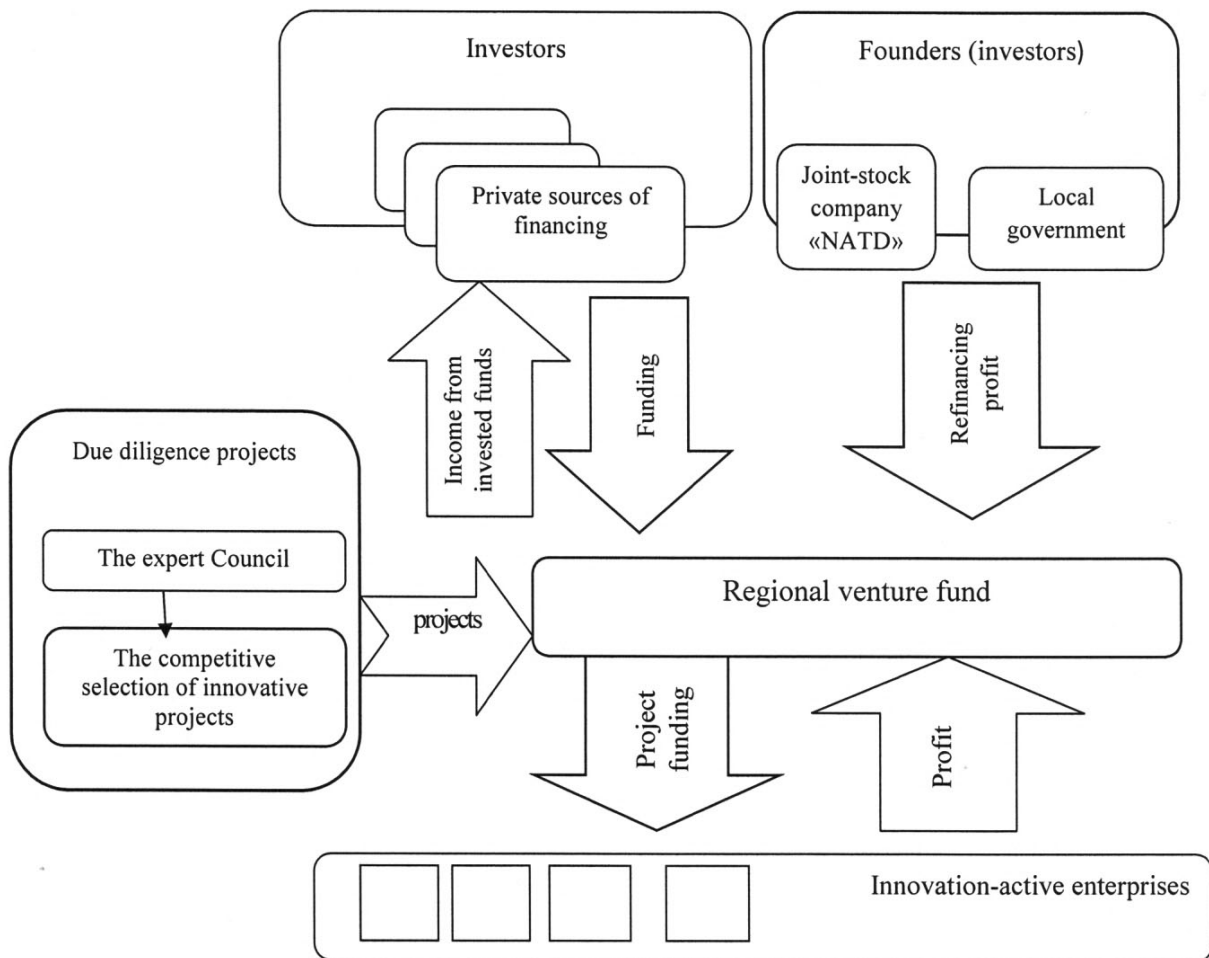 Investors
Founders (investors)
Private sources of
financing
Joint-stock
company
«NATD»
Local
government
Income from
invested funds
Funding
Refinancing
profit
Due diligence projects
The expert Council
The competitive
selection of innovative
projects
projects
Regional venture fund
Project
funding
Profit
Innovation-active enterprises